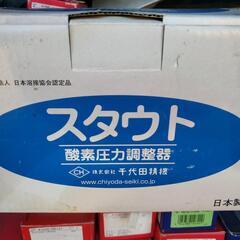 人 日本溶接協会認定品
スタウト
酸素圧力調整器
CH 株式会社 千代田精機
www.chiyoda-seiki.co.jp
日本製